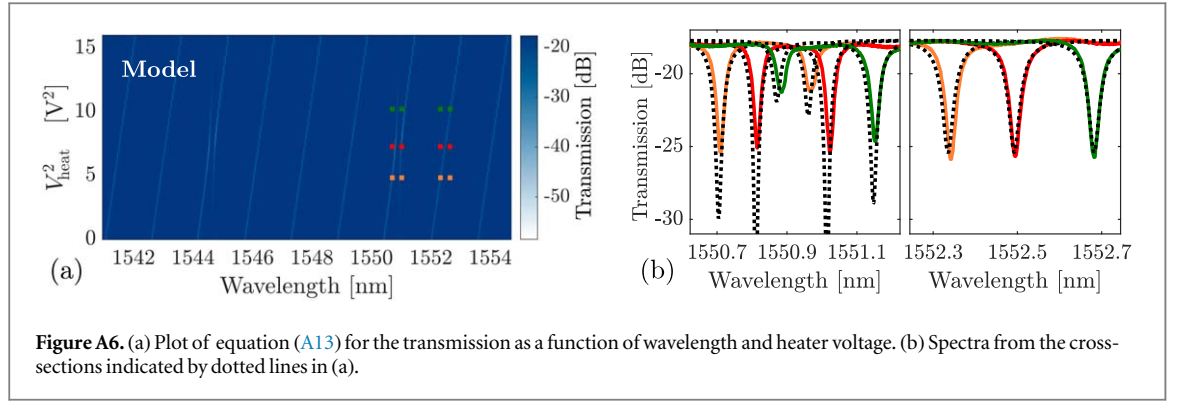 Model
15
10
5
0
V²heat [V²]
1542 1544 1546 1548 1550 1552 1554
Wavelength [nm]
(a)
-20
-30
-40
-50
Transmission [dB]
-20
-25
-30
Transmission [dB]
1550.7 1550.9 1551.1
Wavelength [nm]
(b)
1552.3 1552.5 1552.7
Wavelength [nm]
Figure A6. (a) Plot of equation (A13) for the transmission as a function of wavelength and heater voltage. (b) Spectra from the cross-
sections indicated by dotted lines in (a).